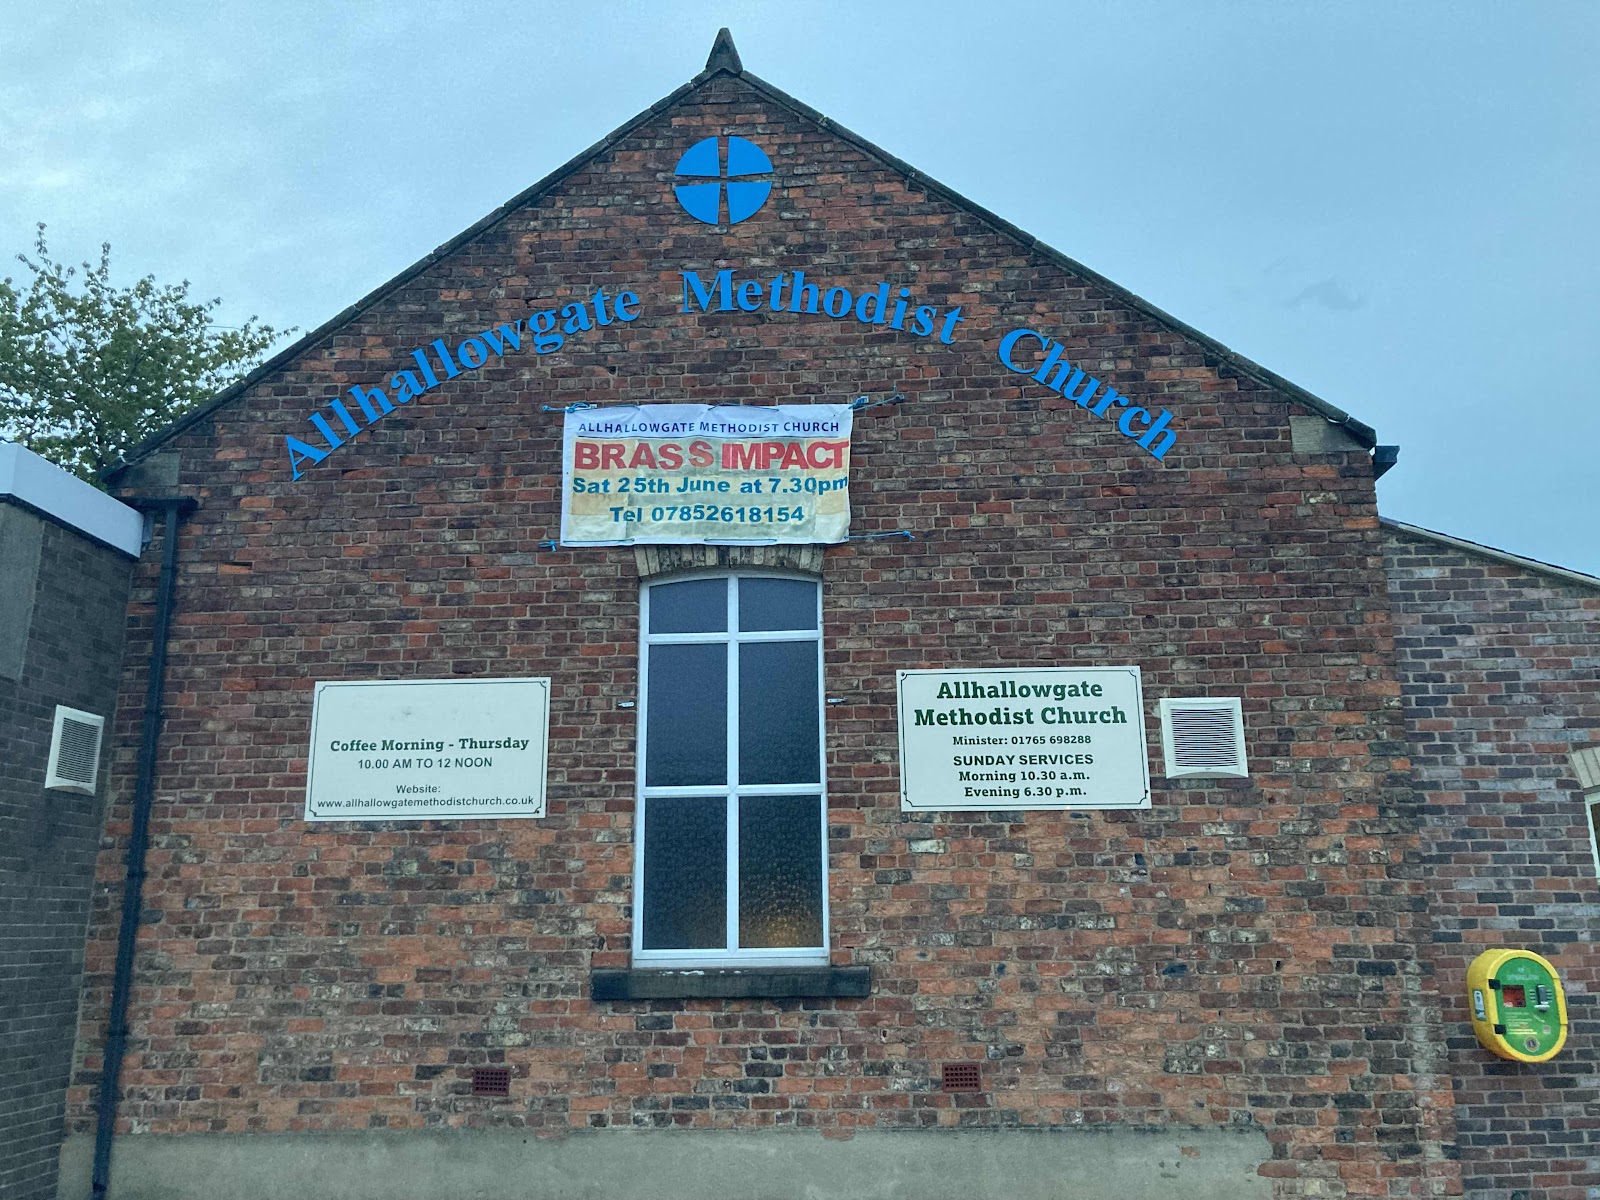 Allhallowgate Methodist Church
ALLHALLOWGATE METHODIST CHURCH
BRASS IMPACT
Sat 25th June at 7.30pm
Tel 07852618154
Coffee Morning - Thursday
10.00 AM TO 12 NOON
Website:
www.allhallowgatemethodistchurch.co.uk
Allhallowgate
Methodist Church
Minister: 01765 698288
SUNDAY SERVICES
Morning 10.30 a.m.
Evening 6.30 p.m.